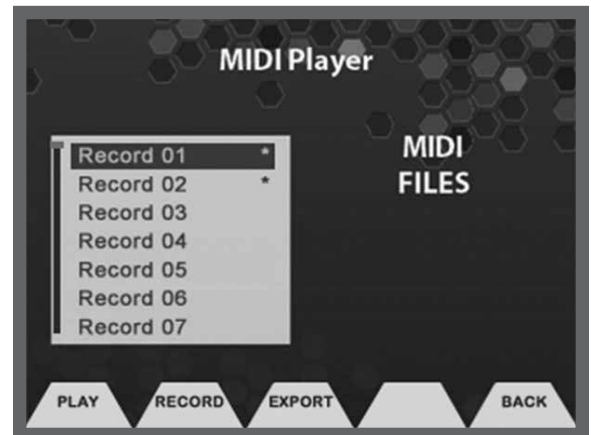 MIDI Player
Record 01 *
Record 02 *
Record 03
Record 04
Record 05
Record 06
Record 07
MIDI
FILES
PLAY
RECORD
EXPORT
BACK